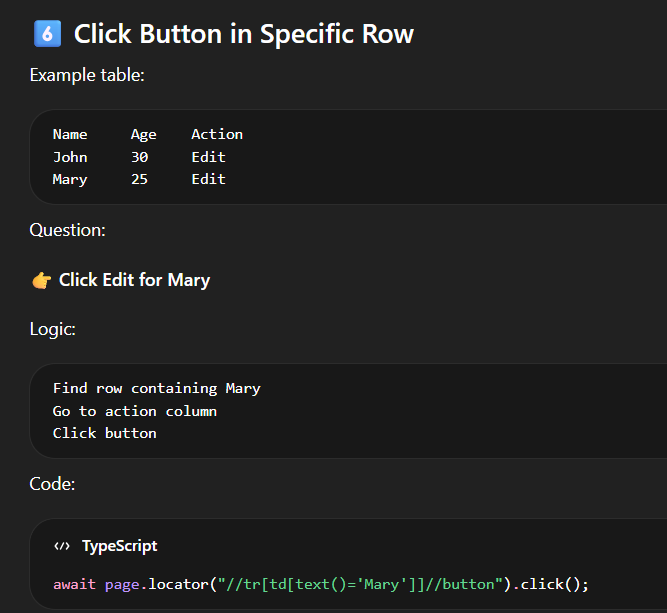 6 Click Button in Specific Row
Example table:
Name Age Action
John 30 Edit
Mary 25 Edit
Question:
👉 Click Edit for Mary
Logic:
Find row containing Mary
Go to action column
Click button
Code:
</> TypeScript
await page.locator("//tr[td[text()='Mary']]//button").click();